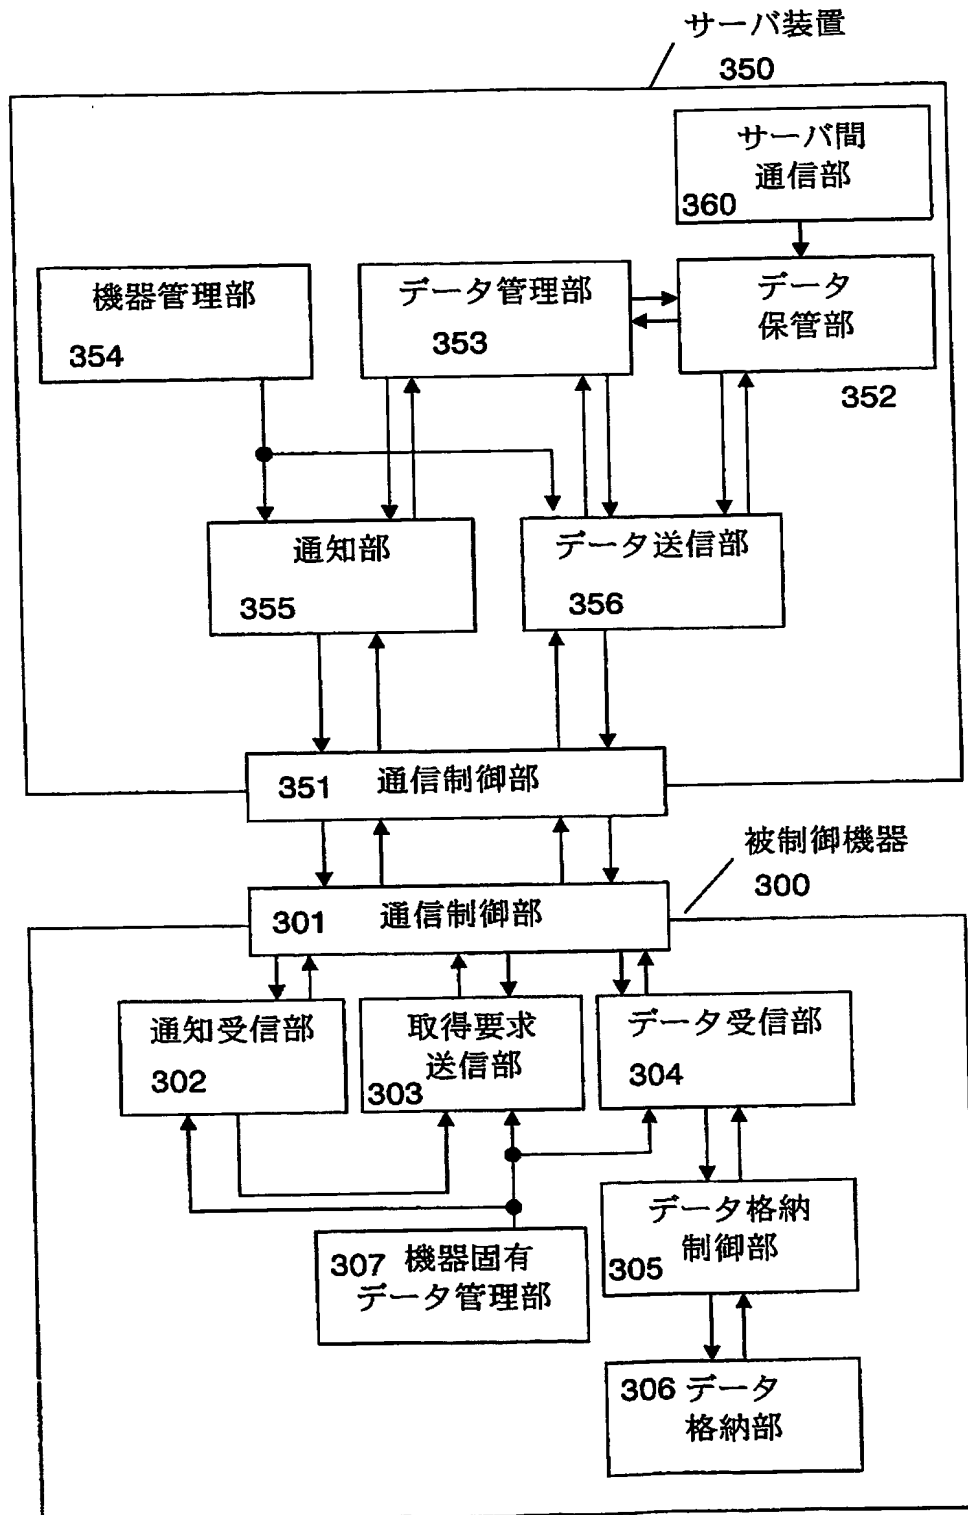 サーバ装置
350
サーバ間
通信部
360
機器管理部
354
データ管理部
353
データ
保管部
352
通知部
355
データ送信部
356
351 通信制御部
被制御機器
300
301 通信制御部
通知受信部
302
取得要求
送信部
303
データ受信部
304
データ格納
制御部
305
307 機器固有
データ管理部
306 データ
格納部